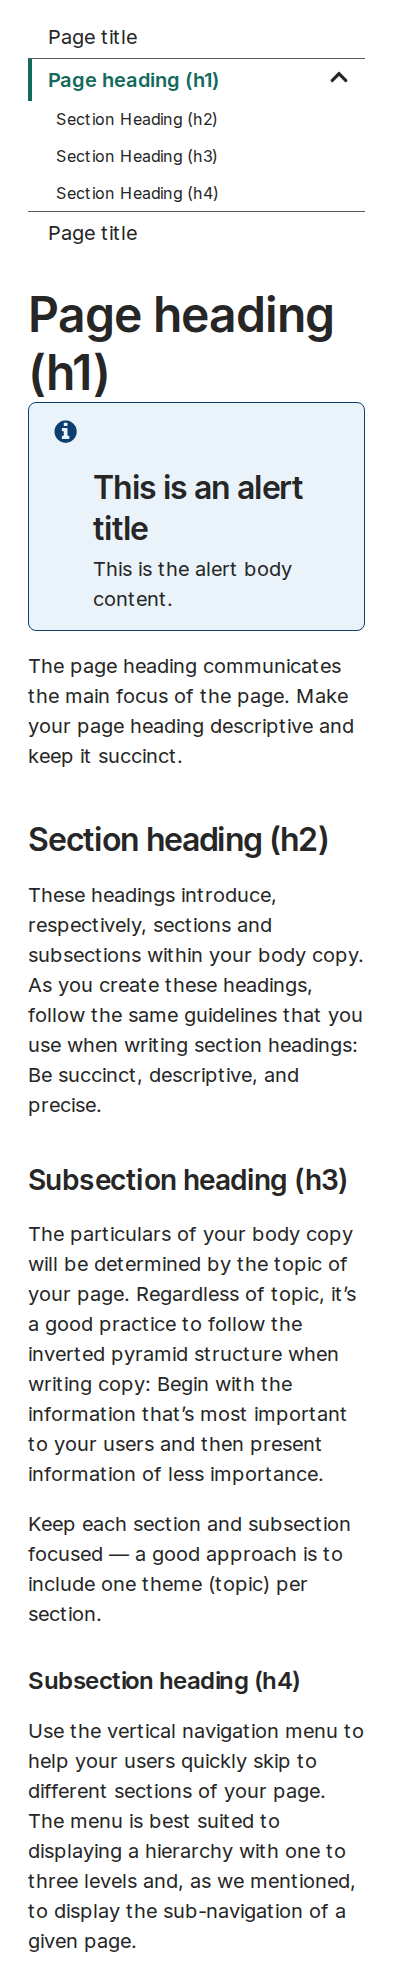 Page title
Page heading (h1)
Section Heading (h2)
Section Heading (h3)
Section Heading (h4)
Page title
Page heading
(h1)
This is an alert
title
This is the alert body
content.
The page heading communicates
the main focus of the page. Make
your page heading descriptive and
keep it succinct.
Section heading (h2)
These headings introduce,
respectively, sections and
subsections within your body copy.
As you create these headings,
follow the same guidelines that you
use when writing section headings:
Be succinct, descriptive, and
precise.
Subsection heading (h3)
The particulars of your body copy
will be determined by the topic of
your page. Regardless of topic, it’s
a good practice to follow the
inverted pyramid structure when
writing copy: Begin with the
information that’s most important
to your users and then present
information of less importance.
Keep each section and subsection
focused — a good approach is to
include one theme (topic) per
section.
Subsection heading (h4)
Use the vertical navigation menu to
help your users quickly skip to
different sections of your page.
The menu is best suited to
displaying a hierarchy with one to
three levels and, as we mentioned,
to display the sub-navigation of a
given page.